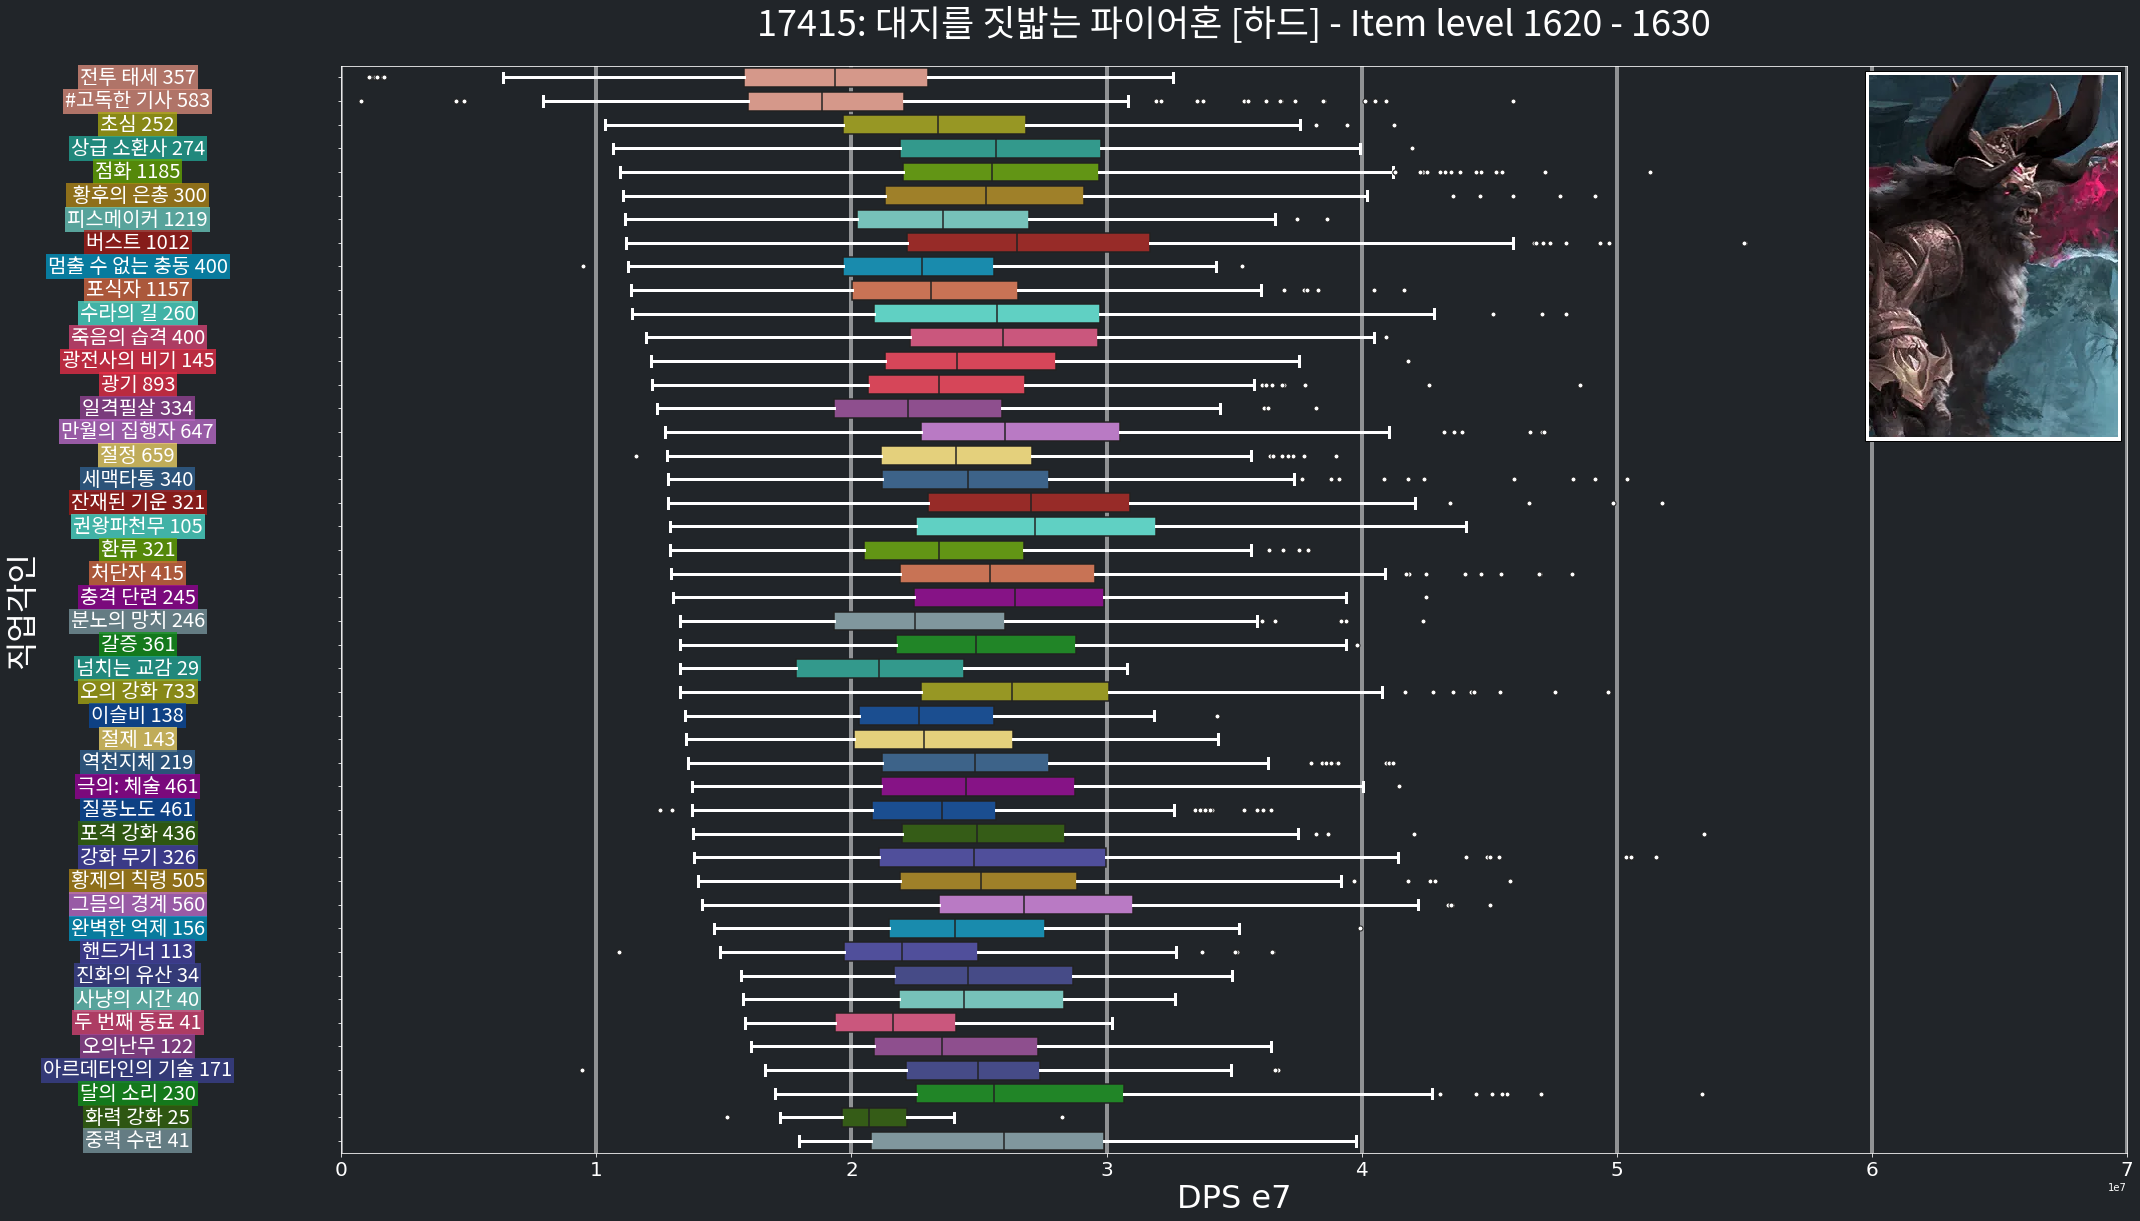 17415: 대지를 짓밟는 파이어혼 [하드] - Item level 1620 - 1630
직업각인
전투 태세 357
#고독한 기사 583
초심 252
상급 소환사 274
점화 1185
황후의 은총 300
피스메이커 1219
버스트 1012
멈출 수 없는 충동 400
포식자 1157
수라의 길 260
죽음의 습격 400
광전사의 비기 145
광기 893
일격필살 334
만월의 집행자 647
절정 659
세맥타통 340
잔재된 기운 321
권왕파천무 105
환류 321
처단자 415
충격 단련 245
분노의 망치 246
갈증 361
넘치는 교감 29
오의 강화 733
이슬비 138
절제 143
역천지체 219
극의: 체술 461
질풍노도 461
포격 강화 436
강화 무기 326
황제의 칙령 505
그믐의 경계 560
완벽한 억제 156
핸드거너 113
진화의 유산 34
사냥의 시간 40
두 번째 동료 41
오의난무 122
아르데타인의 기술 171
달의 소리 230
화력 강화 25
중력 수련 41
0 1 2 3 4 5 6 7
DPS e7
1e7